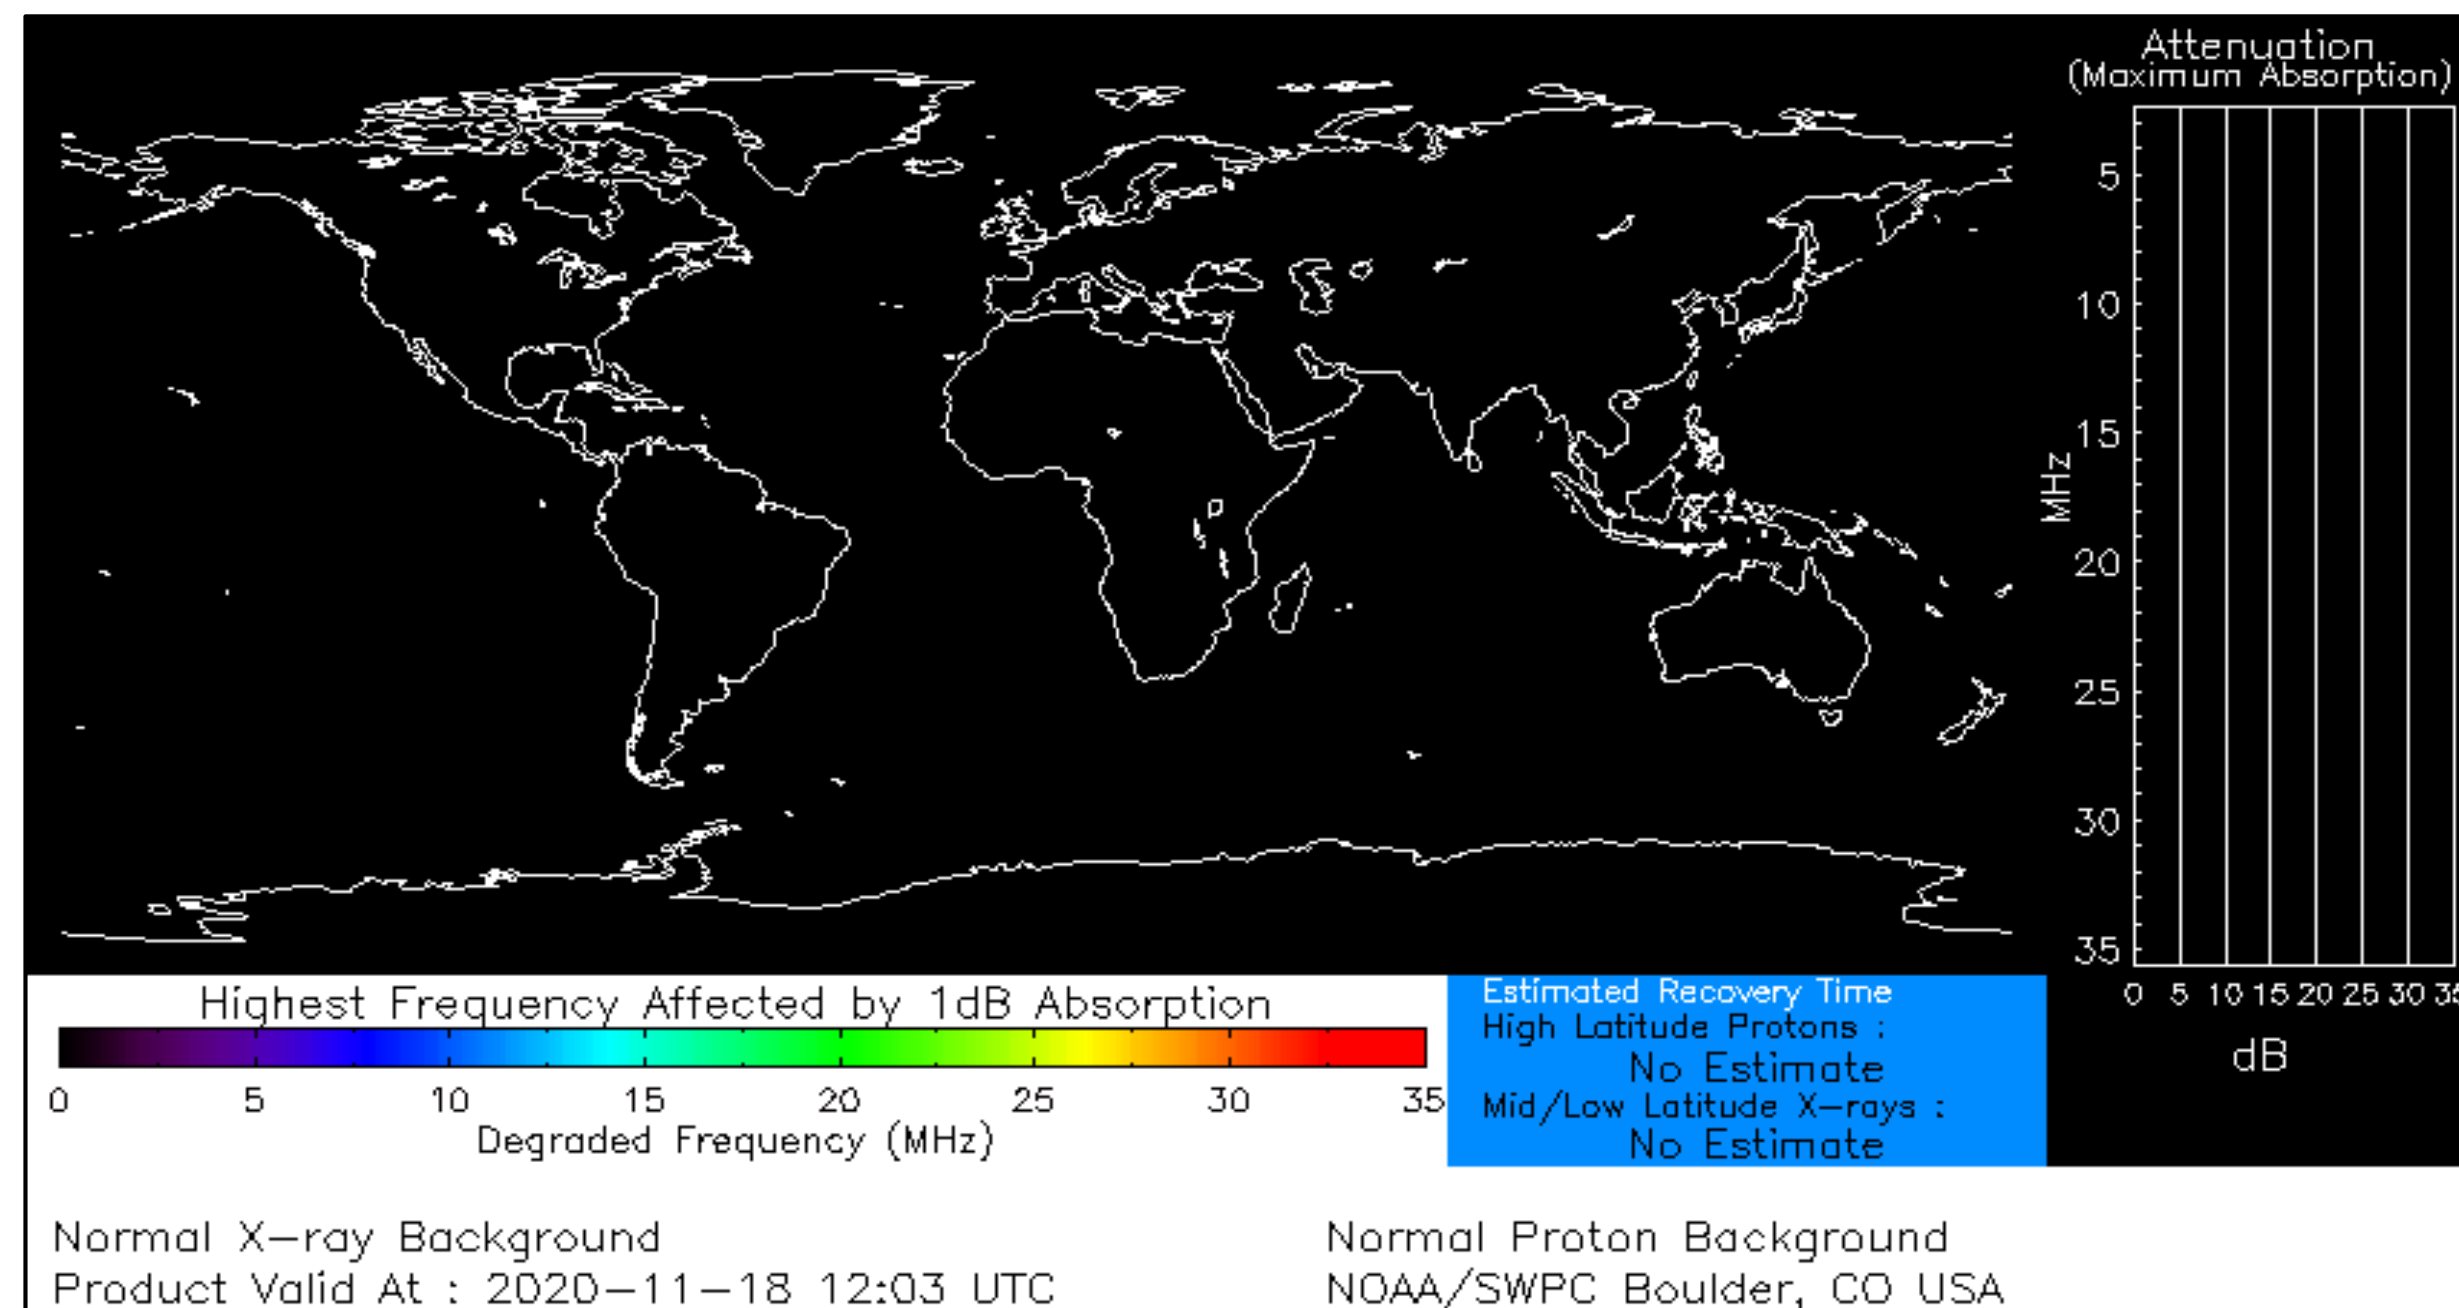 Attenuation
(Maximum Absorption)
5
10
15
20
25
30
35
MHz
0 5 10 15 20 25 30 35
dB
Highest Frequency Affected by 1dB Absorption
0 5 10 15 20 25 30 35
Degraded Frequency (MHz)
Estimated Recovery Time
High Latitude Protons :
No Estimate
Mid/Low Latitude X-rays :
No Estimate
Normal X-ray Background
Normal Proton Background
Product Valid At : 2020-11-18 12:03 UTC
NOAA/SWPC Boulder, CO USA